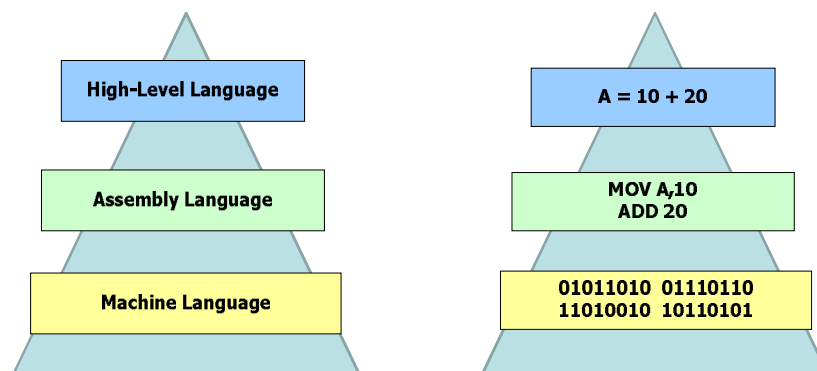 High-Level Language
Assembly Language
Machine Language
A = 10 + 20
MOV A,10
ADD 20
01011010 01110110
11010010 10110101